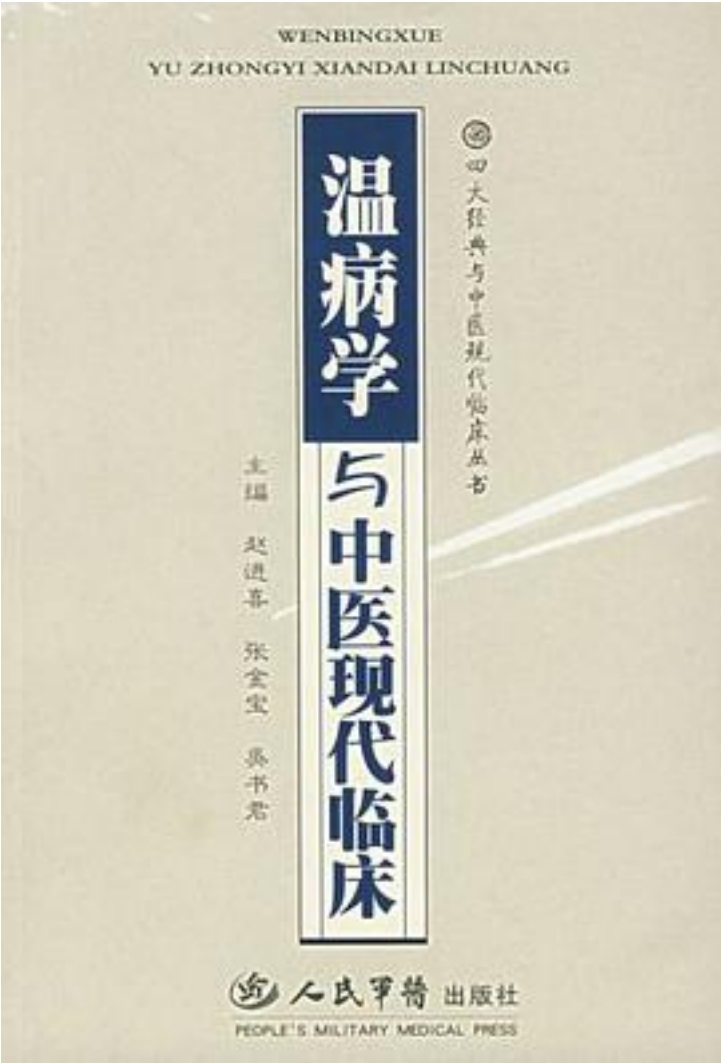 WENBINGXUE
YU ZHONGYI XIANDAI LINCHUANG
四大经典与中医现代临床丛书
温病学与中医现代临床
主编 赵进喜 张金宝 吴书君
人民军醫 出版社
PEOPLE'S MILITARY MEDICAL PRESS